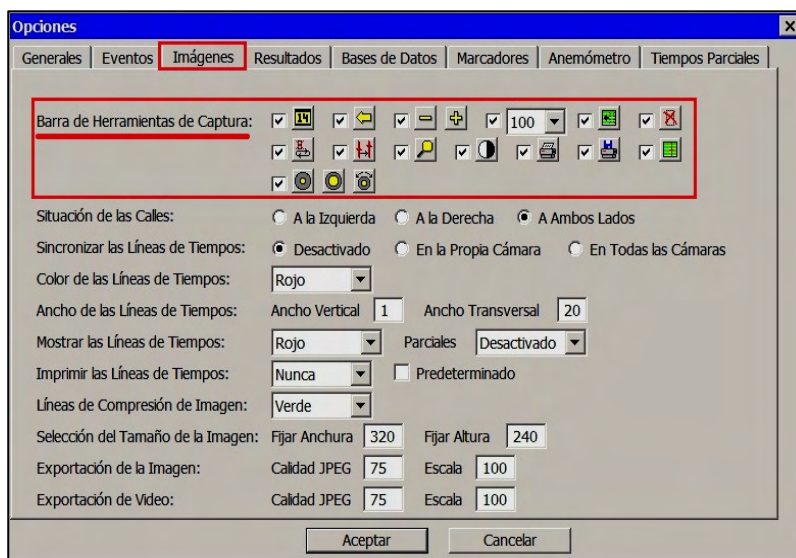 Opciones
Generales Eventos Imágenes Resultados Bases de Datos Marcadores Anemómetro Tiempos Parciales
Barra de Herramientas de Captura: 14 100
Situación de las Calles: A la Izquierda A la Derecha A Ambos Lados
Sincronizar las Líneas de Tiempos: Desactivado En la Propia Cámara En Todas las Cámaras
Color de las Líneas de Tiempos: Rojo
Ancho de las Líneas de Tiempos: Ancho Vertical 1 Ancho Transversal 20
Mostrar las Líneas de Tiempos: Rojo Parciales Desactivado
Imprimir las Líneas de Tiempos: Nunca Predeterminado
Líneas de Compresión de Imagen: Verde
Selección del Tamaño de la Imagen: Fijar Anchura 320 Fijar Altura 240
Exportación de la Imagen: Calidad JPEG 75 Escala 100
Exportación de Video: Calidad JPEG 75 Escala 100
Aceptar Cancelar